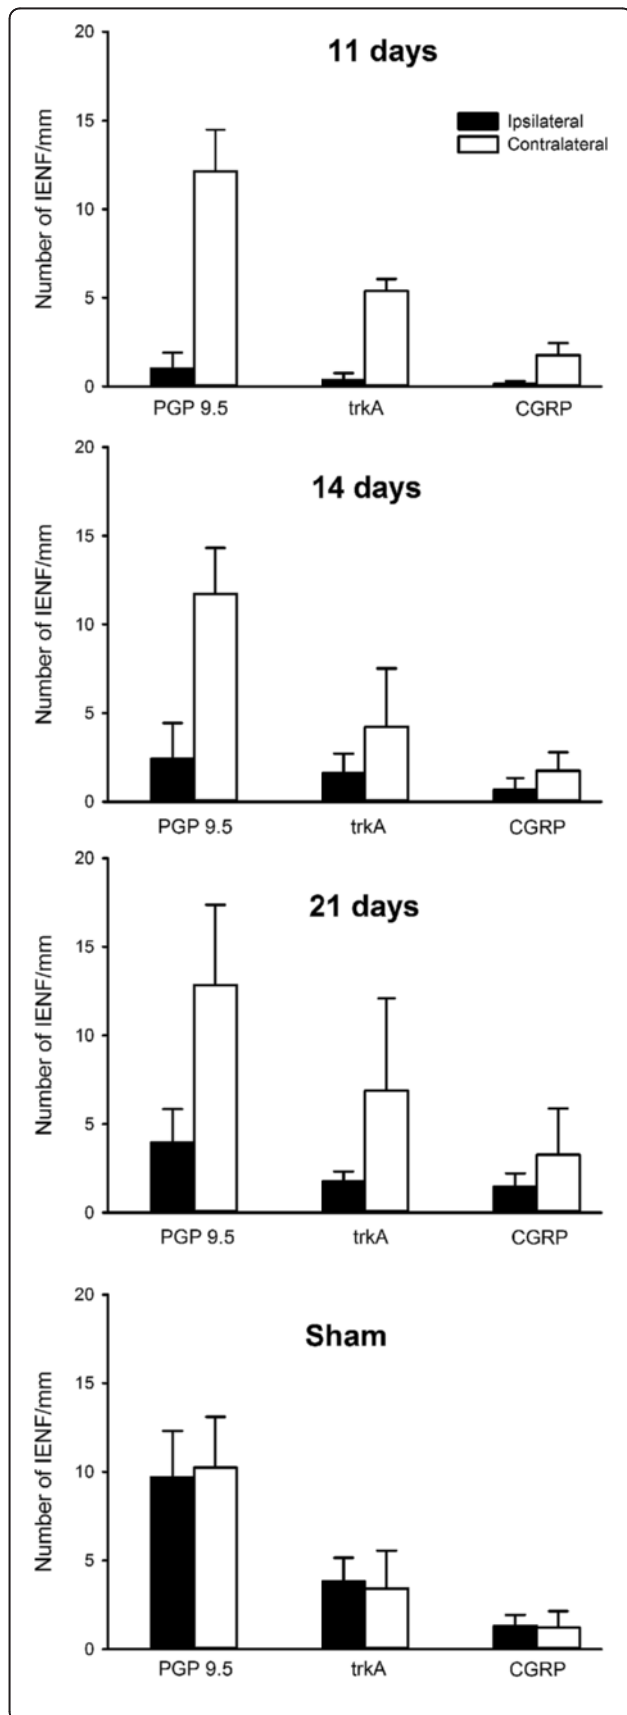 11 days
Ipsilateral
Contralateral
Number of IENF/mm
20
15
10
5
0
PGP 9.5 trkA CGRP
14 days
Number of IENF/mm
20
15
10
5
0
PGP 9.5 trkA CGRP
21 days
Number of IENF/mm
20
15
10
5
0
PGP 9.5 trkA CGRP
Sham
Number of IENF/mm
20
15
10
5
0
PGP 9.5 trkA CGRP